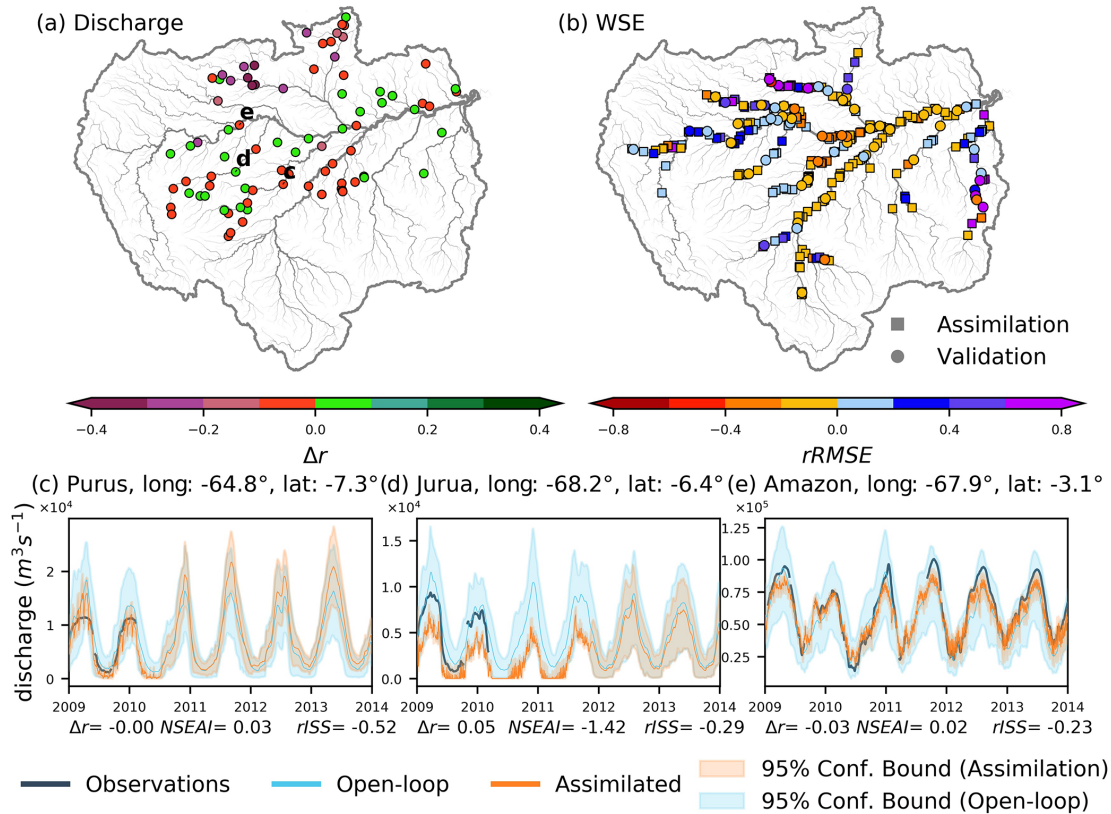 (a) Discharge
(b) WSE
e
d
c
Assimilation
Validation
−0.4 −0.2 0.0 0.2 0.4
Δr
−0.8 −0.4 0.0 0.4 0.8
rRMSE
(c) Purus, long: -64.8°, lat: -7.3°
(d) Jurua, long: -68.2°, lat: -6.4°
(e) Amazon, long: -67.9°, lat: -3.1°
×10⁴
×10⁴
×10⁵
discharge (m³s⁻¹)
2
1
0
1.5
1.0
0.5
0.0
1.25
1.00
0.75
0.50
0.25
2009 2010 2011 2012 2013 2014
2009 2010 2011 2012 2013 2014
2009 2010 2011 2012 2013 2014
Δr= -0.00 NSEAI= 0.03 rISS= -0.52
Δr= 0.05 NSEAI= -1.42 rISS= -0.29
Δr= -0.03 NSEAI= 0.02 rISS= -0.23
Observations
Open-loop
Assimilated
95% Conf. Bound (Assimilation)
95% Conf. Bound (Open-loop)